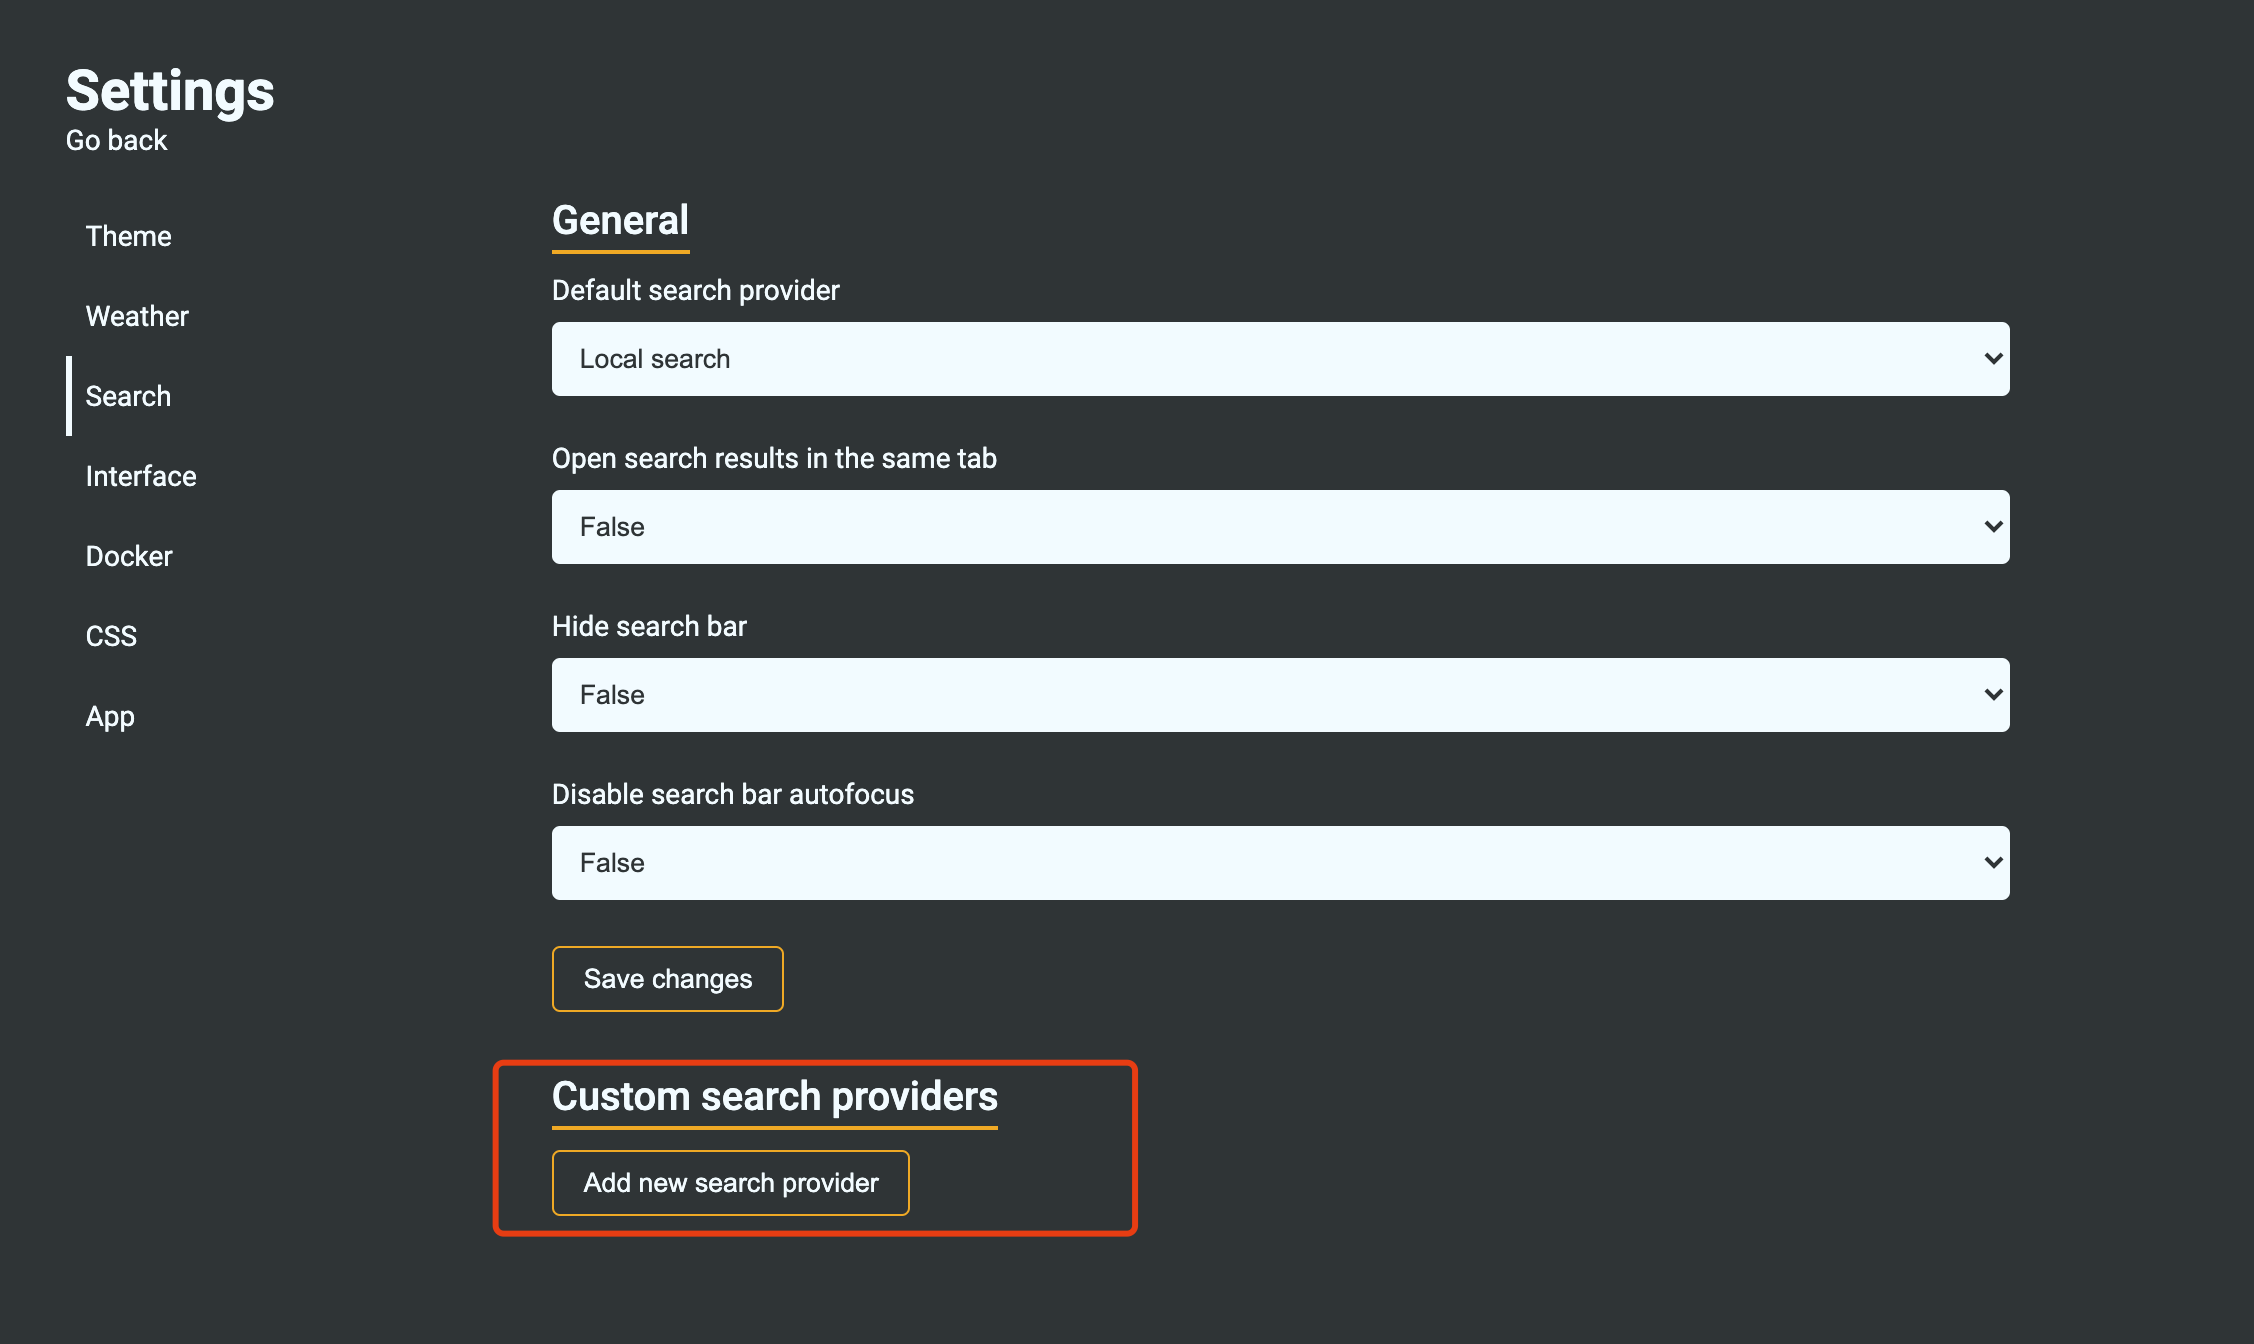 Settings
Go back
Theme
Weather
Search
Interface
Docker
CSS
App
General
Default search provider
Local search
Open search results in the same tab
False
Hide search bar
False
Disable search bar autofocus
False
Save changes
Custom search providers
Add new search provider